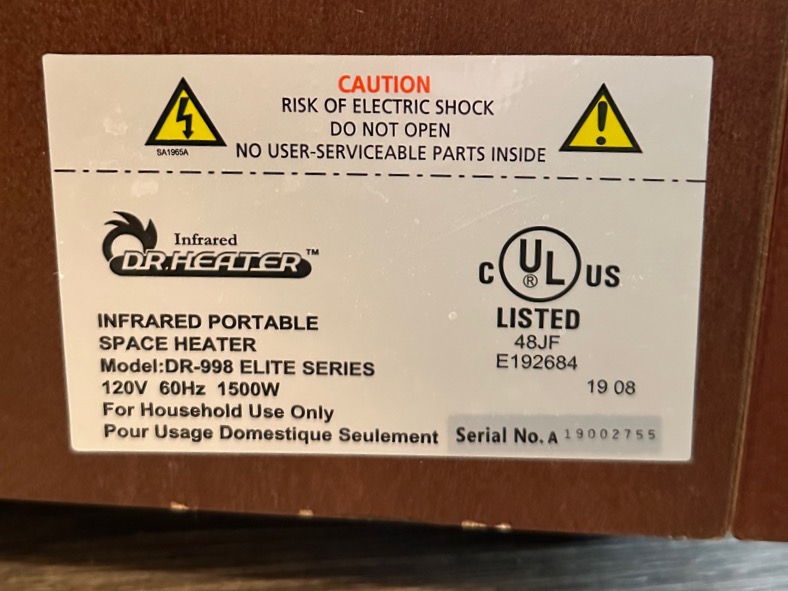 CAUTION
RISK OF ELECTRIC SHOCK
DO NOT OPEN
NO USER-SERVICEABLE PARTS INSIDE
SA1965A
Infrared
DR.HEATER™
INFRARED PORTABLE
SPACE HEATER
Model:DR-998 ELITE SERIES
120V 60Hz 1500W
For Household Use Only
Pour Usage Domestique Seulement
C UL® US
LISTED
48JF
E192684
19 08
Serial No. A 19002755